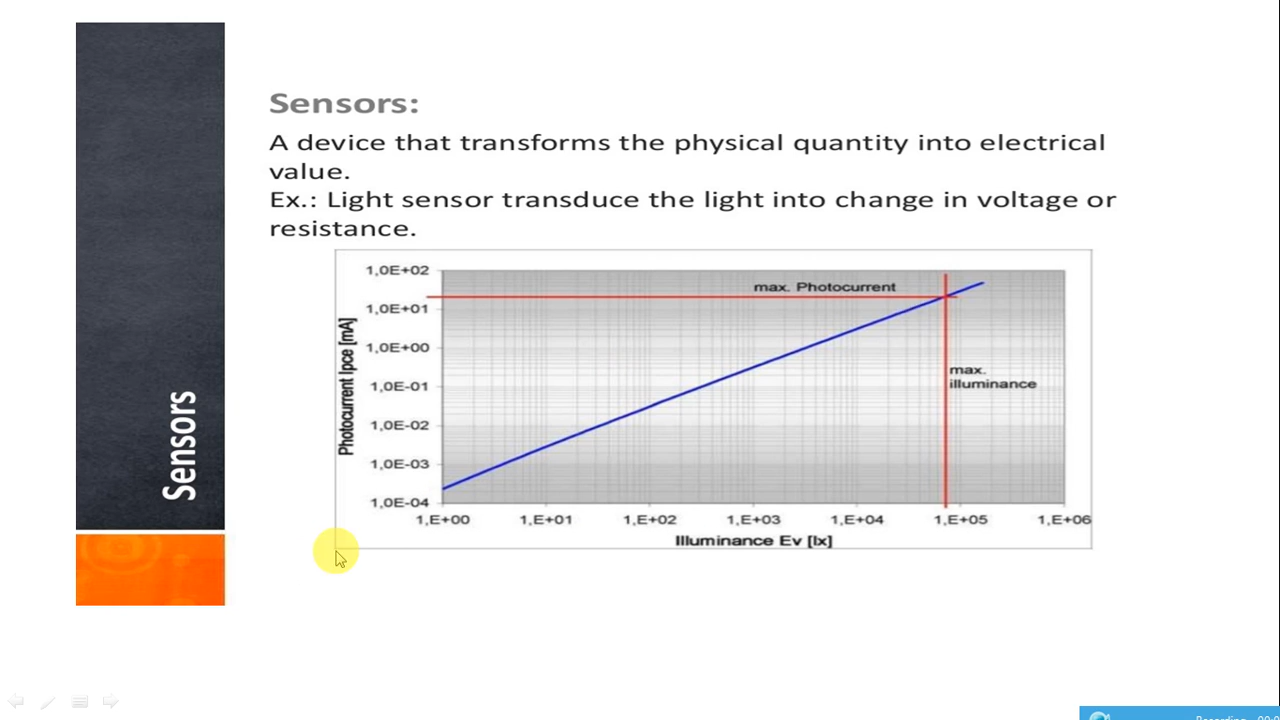 Sensors
Sensors:
A device that transforms the physical quantity into electrical
value.
Ex.: Light sensor transduce the light into change in voltage or
resistance.
Photocurrent Ipce [mA]
1,0E+02
1,0E+01
1,0E+00
1,0E-01
1,0E-02
1,0E-03
1,0E-04
max. Photocurrent
max.
illuminance
1,E+00 1,E+01 1,E+02 1,E+03 1,E+04 1,E+05 1,E+06
Illuminance Ev [lx]